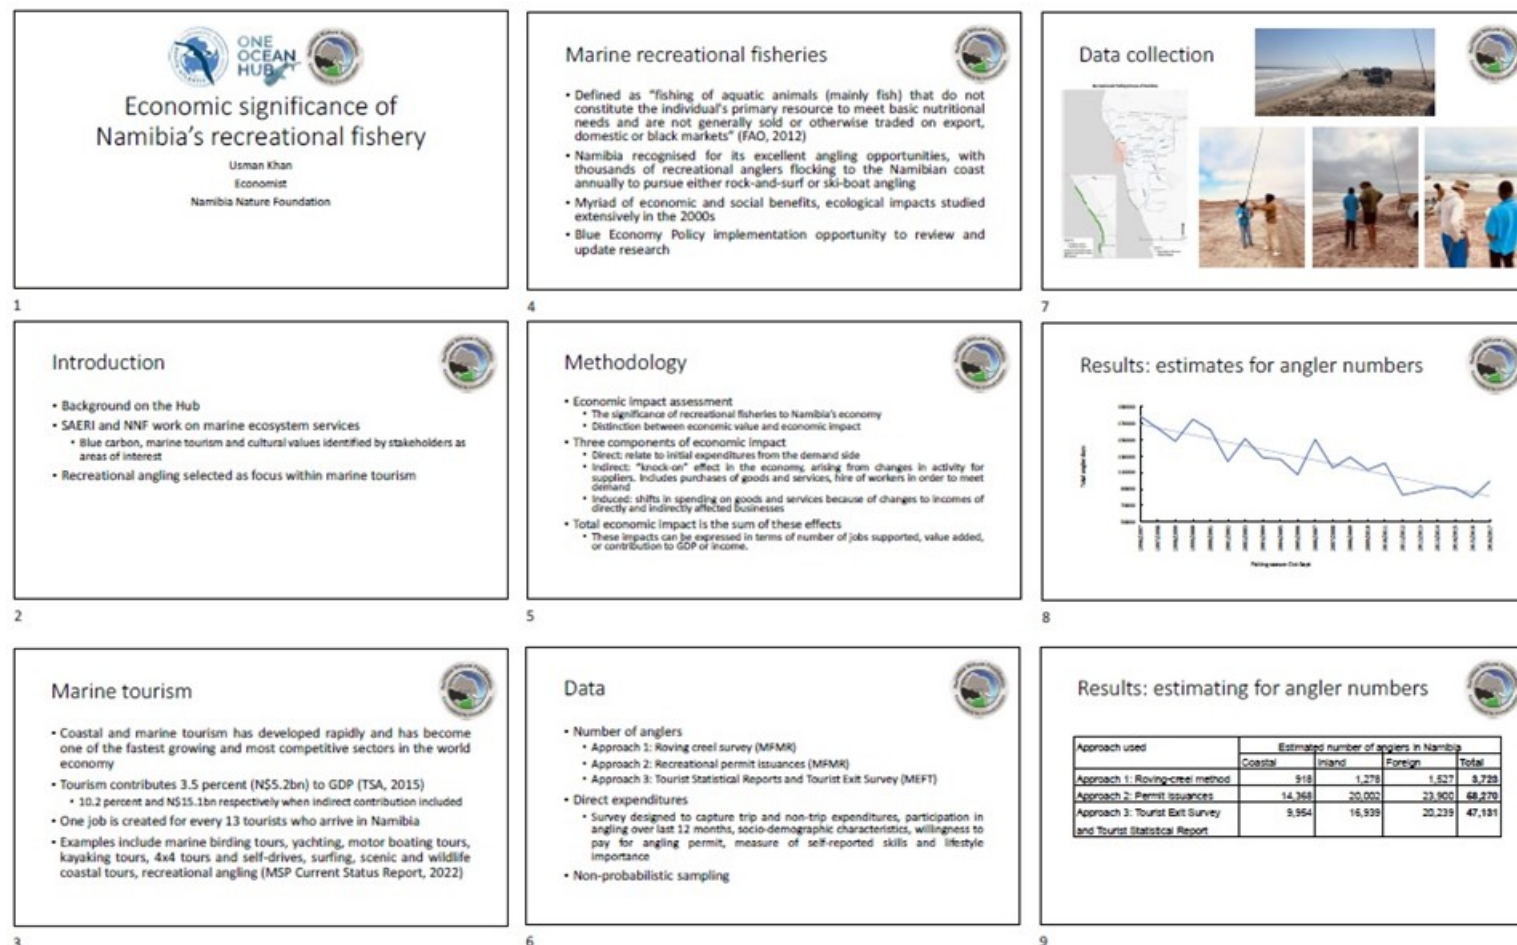 ONE
OCEAN
HUB
Economic significance of
Namibia's recreational fishery
Usman Khan
Economist
Namibia Nature Foundation
1
Introduction
• Background on the Hub
• SAERI and NNF work on marine ecosystem services
• Blue carbon, marine tourism and cultural values identified by stakeholders as
areas of interest
• Recreational angling selected as focus within marine tourism
2
Marine tourism
• Coastal and marine tourism has developed rapidly and has become
one of the fastest growing and most competitive sectors in the world
economy
• Tourism contributes 3.5 percent (N$5.2bn) to GDP (TSA, 2015)
• 10.2 percent and N$15.1bn respectively when indirect contribution included
• One job is created for every 13 tourists who arrive in Namibia
• Examples include marine birding tours, yachting, motor boating tours,
kayaking tours, 4x4 tours and self-drives, surfing, scenic and wildlife
coastal tours, recreational angling (MSP Current Status Report, 2022)
3
Marine recreational fisheries
• Defined as "fishing of aquatic animals (mainly fish) that do not
constitute the individual's primary resource to meet basic nutritional
needs and are not generally sold or otherwise traded on export,
domestic or black markets" (FAO, 2012)
• Namibia recognised for its excellent angling opportunities, with
thousands of recreational anglers flocking to the Namibian coast
annually to pursue either rock-and-surf or ski-boat angling
• Myriad of economic and social benefits, ecological impacts studied
extensively in the 2000s
• Blue Economy Policy implementation opportunity to review and
update research
4
Methodology
• Economic impact assessment
• The significance of recreational fisheries to Namibia's economy
• Distinction between economic value and economic impact
• Three components of economic impact
• Direct: relate to initial expenditures from the demand side
• Indirect: "knock-on" effect in the economy, arising from changes in activity for
suppliers. Includes purchases of goods and services, hire of workers in order to meet
demand
• Induced: shifts in spending on goods and services because of changes to incomes of
directly and indirectly affected businesses
• Total economic impact is the sum of these effects
• These impacts can be expressed in terms of number of jobs supported, value added,
or contribution to GDP or income.
5
Data
• Number of anglers
• Approach 1: Roving creel survey (MFMR)
• Approach 2: Recreational permit issuances (MFMR)
• Approach 3: Tourist Statistical Reports and Tourist Exit Survey (MEFT)
• Direct expenditures
• Survey designed to capture trip and non-trip expenditures, participation in
angling over last 12 months, socio-demographic characteristics, willingness to
pay for angling permit, measure of self-reported skills and lifestyle
importance
• Non-probabilistic sampling
6
Data collection
7
Results: estimates for angler numbers
Total angler days
Fishing season Oct-Sept
8
Results: estimating for angler numbers
Approach used Estimated number of anglers in Namibia
Coastal Inland Foreign Total
Approach 1: Roving-creel method 918 1,278 1,527 3,723
Approach 2: Permit issuances 14,368 20,002 23,900 58,270
Approach 3: Tourist Exit Survey 9,954 16,939 20,239 47,131
and Tourist Statistical Report
9